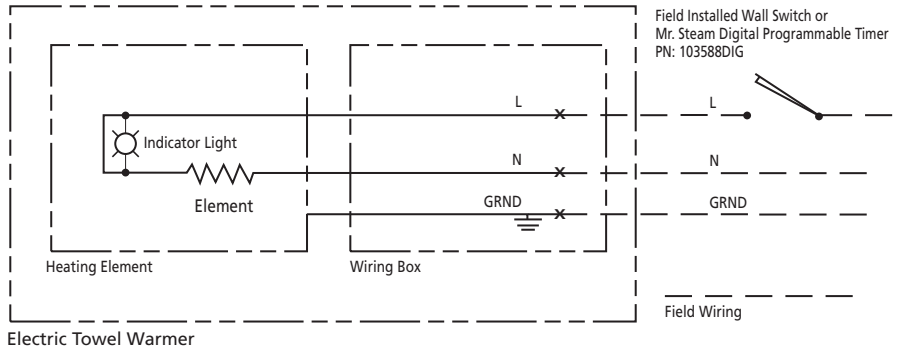 Field Installed Wall Switch or
Mr. Steam Digital Programmable Timer
PN: 103588DIG
L
L
Indicator Light
N
N
Element
GRND
GRND
Heating Element
Wiring Box
Field Wiring
Electric Towel Warmer